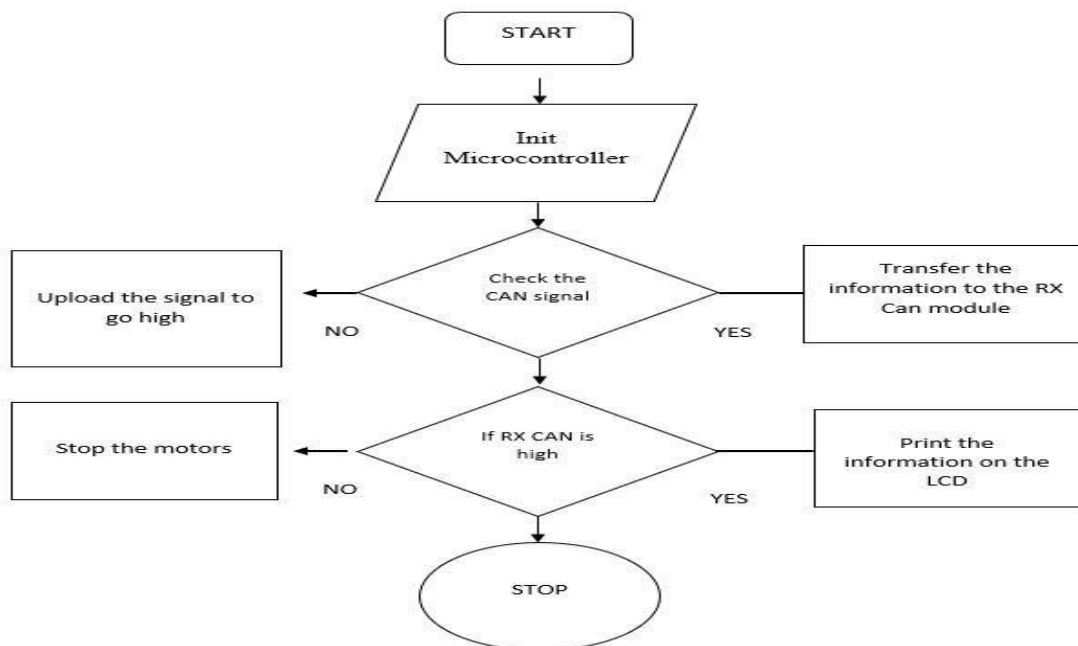 START
Init
Microcontroller
Check the
CAN signal
Upload the signal to
go high
NO
YES
Transfer the
information to the RX
Can module
If RX CAN is
high
Stop the motors
NO
YES
Print the
information on the
LCD
STOP